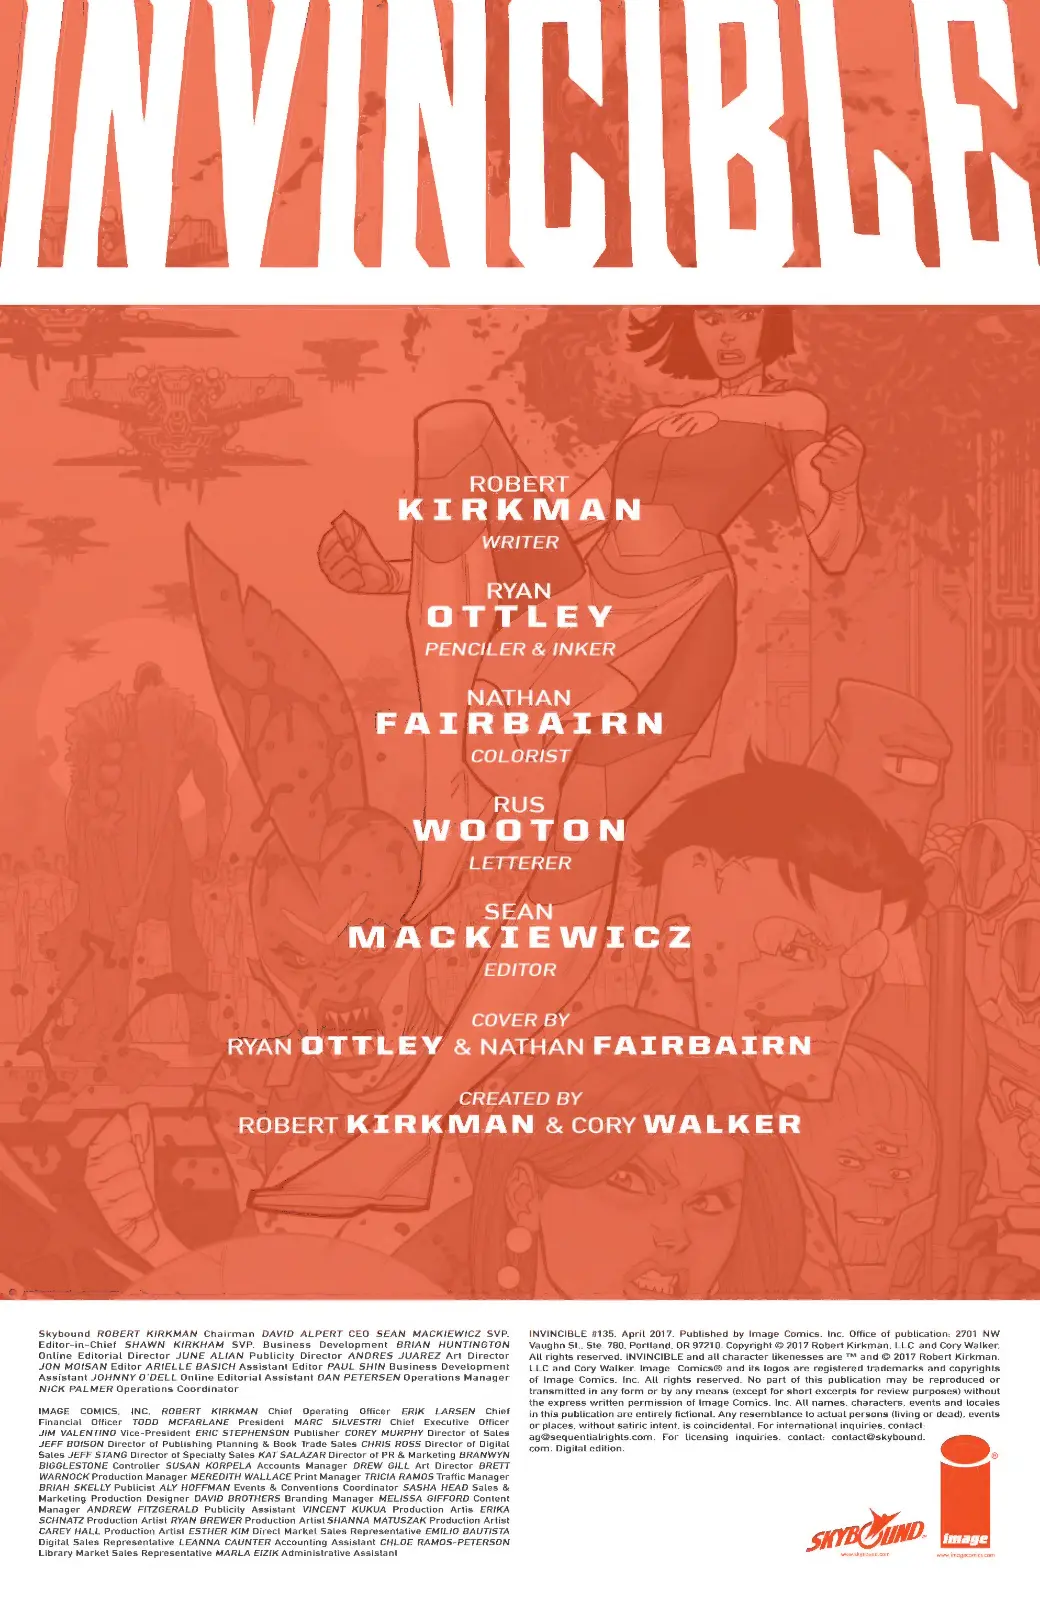 INVINCIBLE
ROBERT
KIRKMAN
WRITER
RYAN
OTTLEY
PENCILER & INKER
NATHAN
FAIRBAIRN
COLORIST
RUS
WOOTON
LETTERER
SEAN
MACKIEWICZ
EDITOR
COVER BY
RYAN OTTLEY & NATHAN FAIRBAIRN
CREATED BY
ROBERT KIRKMAN & CORY WALKER
Skybound ROBERT KIRKMAN Chairman DAVID ALPERT CEO SEAN MACKIEWICZ SVP,
Editor-in-Chief SHAWN KIRKHAM SVP, Business Development BRIAN HUNTINGTON
Online Editorial Director JUNE ALIAN Publicity Director ANDRES JUAREZ Art Director
JON MOISAN Editor ARIELLE BASICH Assistant Editor PAUL SHIN Business Development
Assistant JOHNNY O'DELL Online Editorial Assistant DAN PETERSEN Operations Manager
NICK PALMER Operations Coordinator
IMAGE COMICS, INC. ROBERT KIRKMAN Chief Operating Officer ERIK LARSEN Chief
Financial Officer TODD MCFARLANE President MARC SILVESTRI Chief Executive Officer
JIM VALENTINO Vice-President ERIC STEPHENSON Publisher COREY MURPHY Director of Sales
JEFF BOISON Director of Publishing Planning & Book Trade Sales CHRIS ROSS Director of Digital
Sales JEFF STANG Director of Specialty Sales KAT SALAZAR Director of PR & Marketing BRANWYN
BIGGLESTONE Controller SUSAN KORPELA Accounts Manager DREW GILL Art Director BRETT
WARNOCK Production Manager MEREDITH WALLACE Print Manager TRICIA RAMOS Traffic Manager
BRIAH SKELLY Publicist ALY HOFFMAN Events & Conventions Coordinator SASHA HEAD Sales &
Marketing Production Designer DAVID BROTHERS Branding Manager MELISSA GIFFORD Content
Manager ANDREW FITZGERALD Publicity Assistant VINCENT KUKUA Production Artis ERIKA
SCHNATZ Production Artist RYAN BREWER Production Artist SHANNA MATUSZAK Production Artist
CAREY HALL Production Artist ESTHER KIM Direct Market Sales Representative EMILIO BAUTISTA
Digital Sales Representative LEANNA CAUNTER Accounting Assistant CHLOE RAMOS-PETERSON
Library Market Sales Representative MARLA EIZIK Administrative Assistant
INVINCIBLE #135. April 2017. Published by Image Comics, Inc. Office of publication: 2701 NW
Vaughn St., Ste. 780, Portland, OR 97210. Copyright © 2017 Robert Kirkman, LLC and Cory Walker.
All rights reserved. INVINCIBLE and all character likenesses are ™ and © 2017 Robert Kirkman,
LLC and Cory Walker. Image Comics® and its logos are registered trademarks and copyrights
of Image Comics, Inc. All rights reserved. No part of this publication may be reproduced or
transmitted in any form or by any means (except for short excerpts for review purposes) without
the express written permission of Image Comics, Inc. All names, characters, events and locales
in this publication are entirely fictional. Any resemblance to actual persons (living or dead), events
or places, without satiric intent, is coincidental. For international inquiries, contact:
ag@sequentialrights.com. For licensing inquiries, contact: contact@skybound.
com. Digital edition.
SKYBOUND™
www.skybound.com
image®
www.imagecomics.com